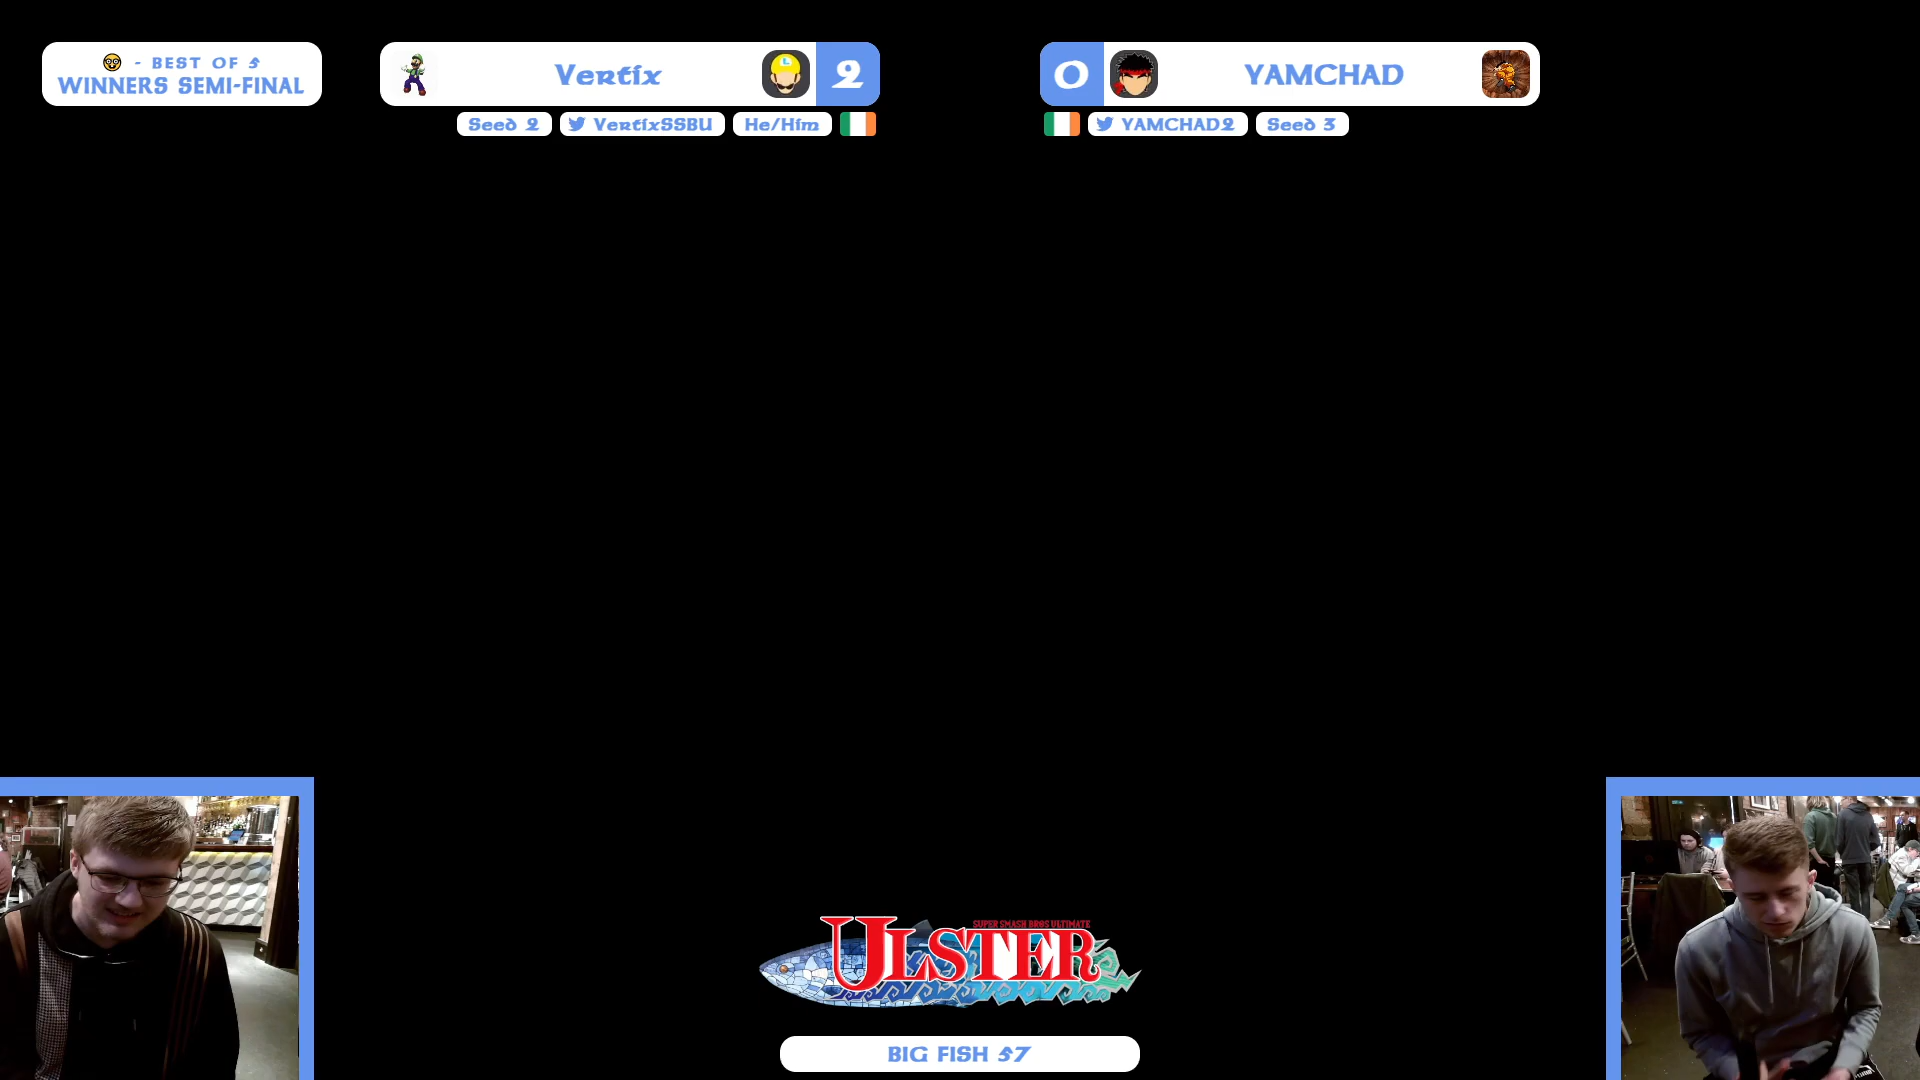 - BEST OF 5
WINNERS SEMI-FINAL
Vertix
2
0
YAMCHAD
Seed 2
VertixSSBU
He/Him
YAMCHAD2
Seed 3
SUPER SMASH BROS ULTIMATE
ULSTER
BIG FISH 57